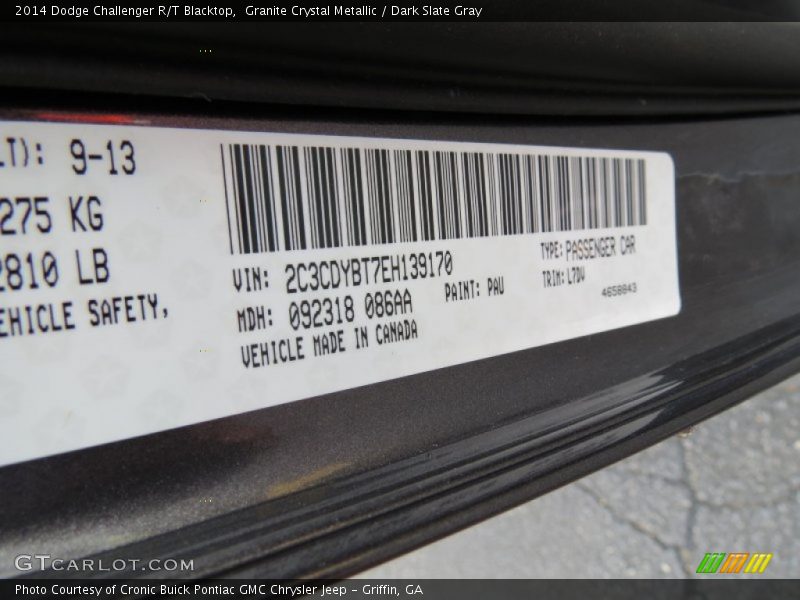 2014 Dodge Challenger R/T Blacktop,  Granite Crystal Metallic / Dark Slate Gray
LT): 9-13
275 KG
2810 LB
EHICLE SAFETY,
VIN: 2C3CDYBT7EH139170
TYPE: PASSENGER CAR
MDH: 092318 086AA
PAINT: PAU
TRIM: L7DV
VEHICLE MADE IN CANADA
4658843
GTCARLOT.COM
Photo Courtesy of Cronic Buick Pontiac GMC Chrysler Jeep - Griffin, GA